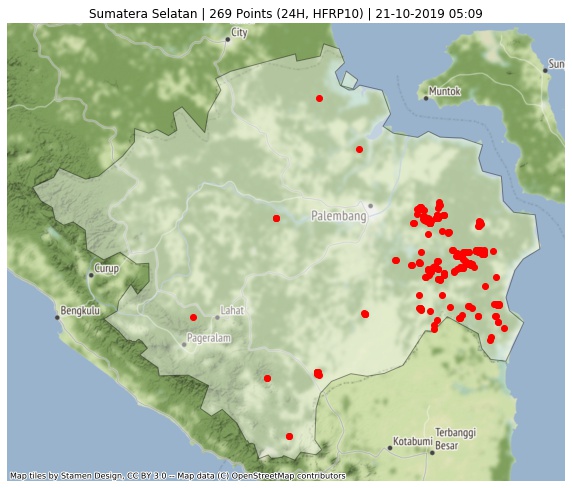 Sumatera Selatan | 269 Points (24H, HFRP10) | 21-10-2019 05:09
City
Sun
Muntok
Palembang
Curup
Bengkulu
Lahat
Pageralam
Terbanggi
Besar
Kotabumi
Map tiles by Stamen Design, CC BY 3.0 -- Map data (C) OpenStreetMap contributors